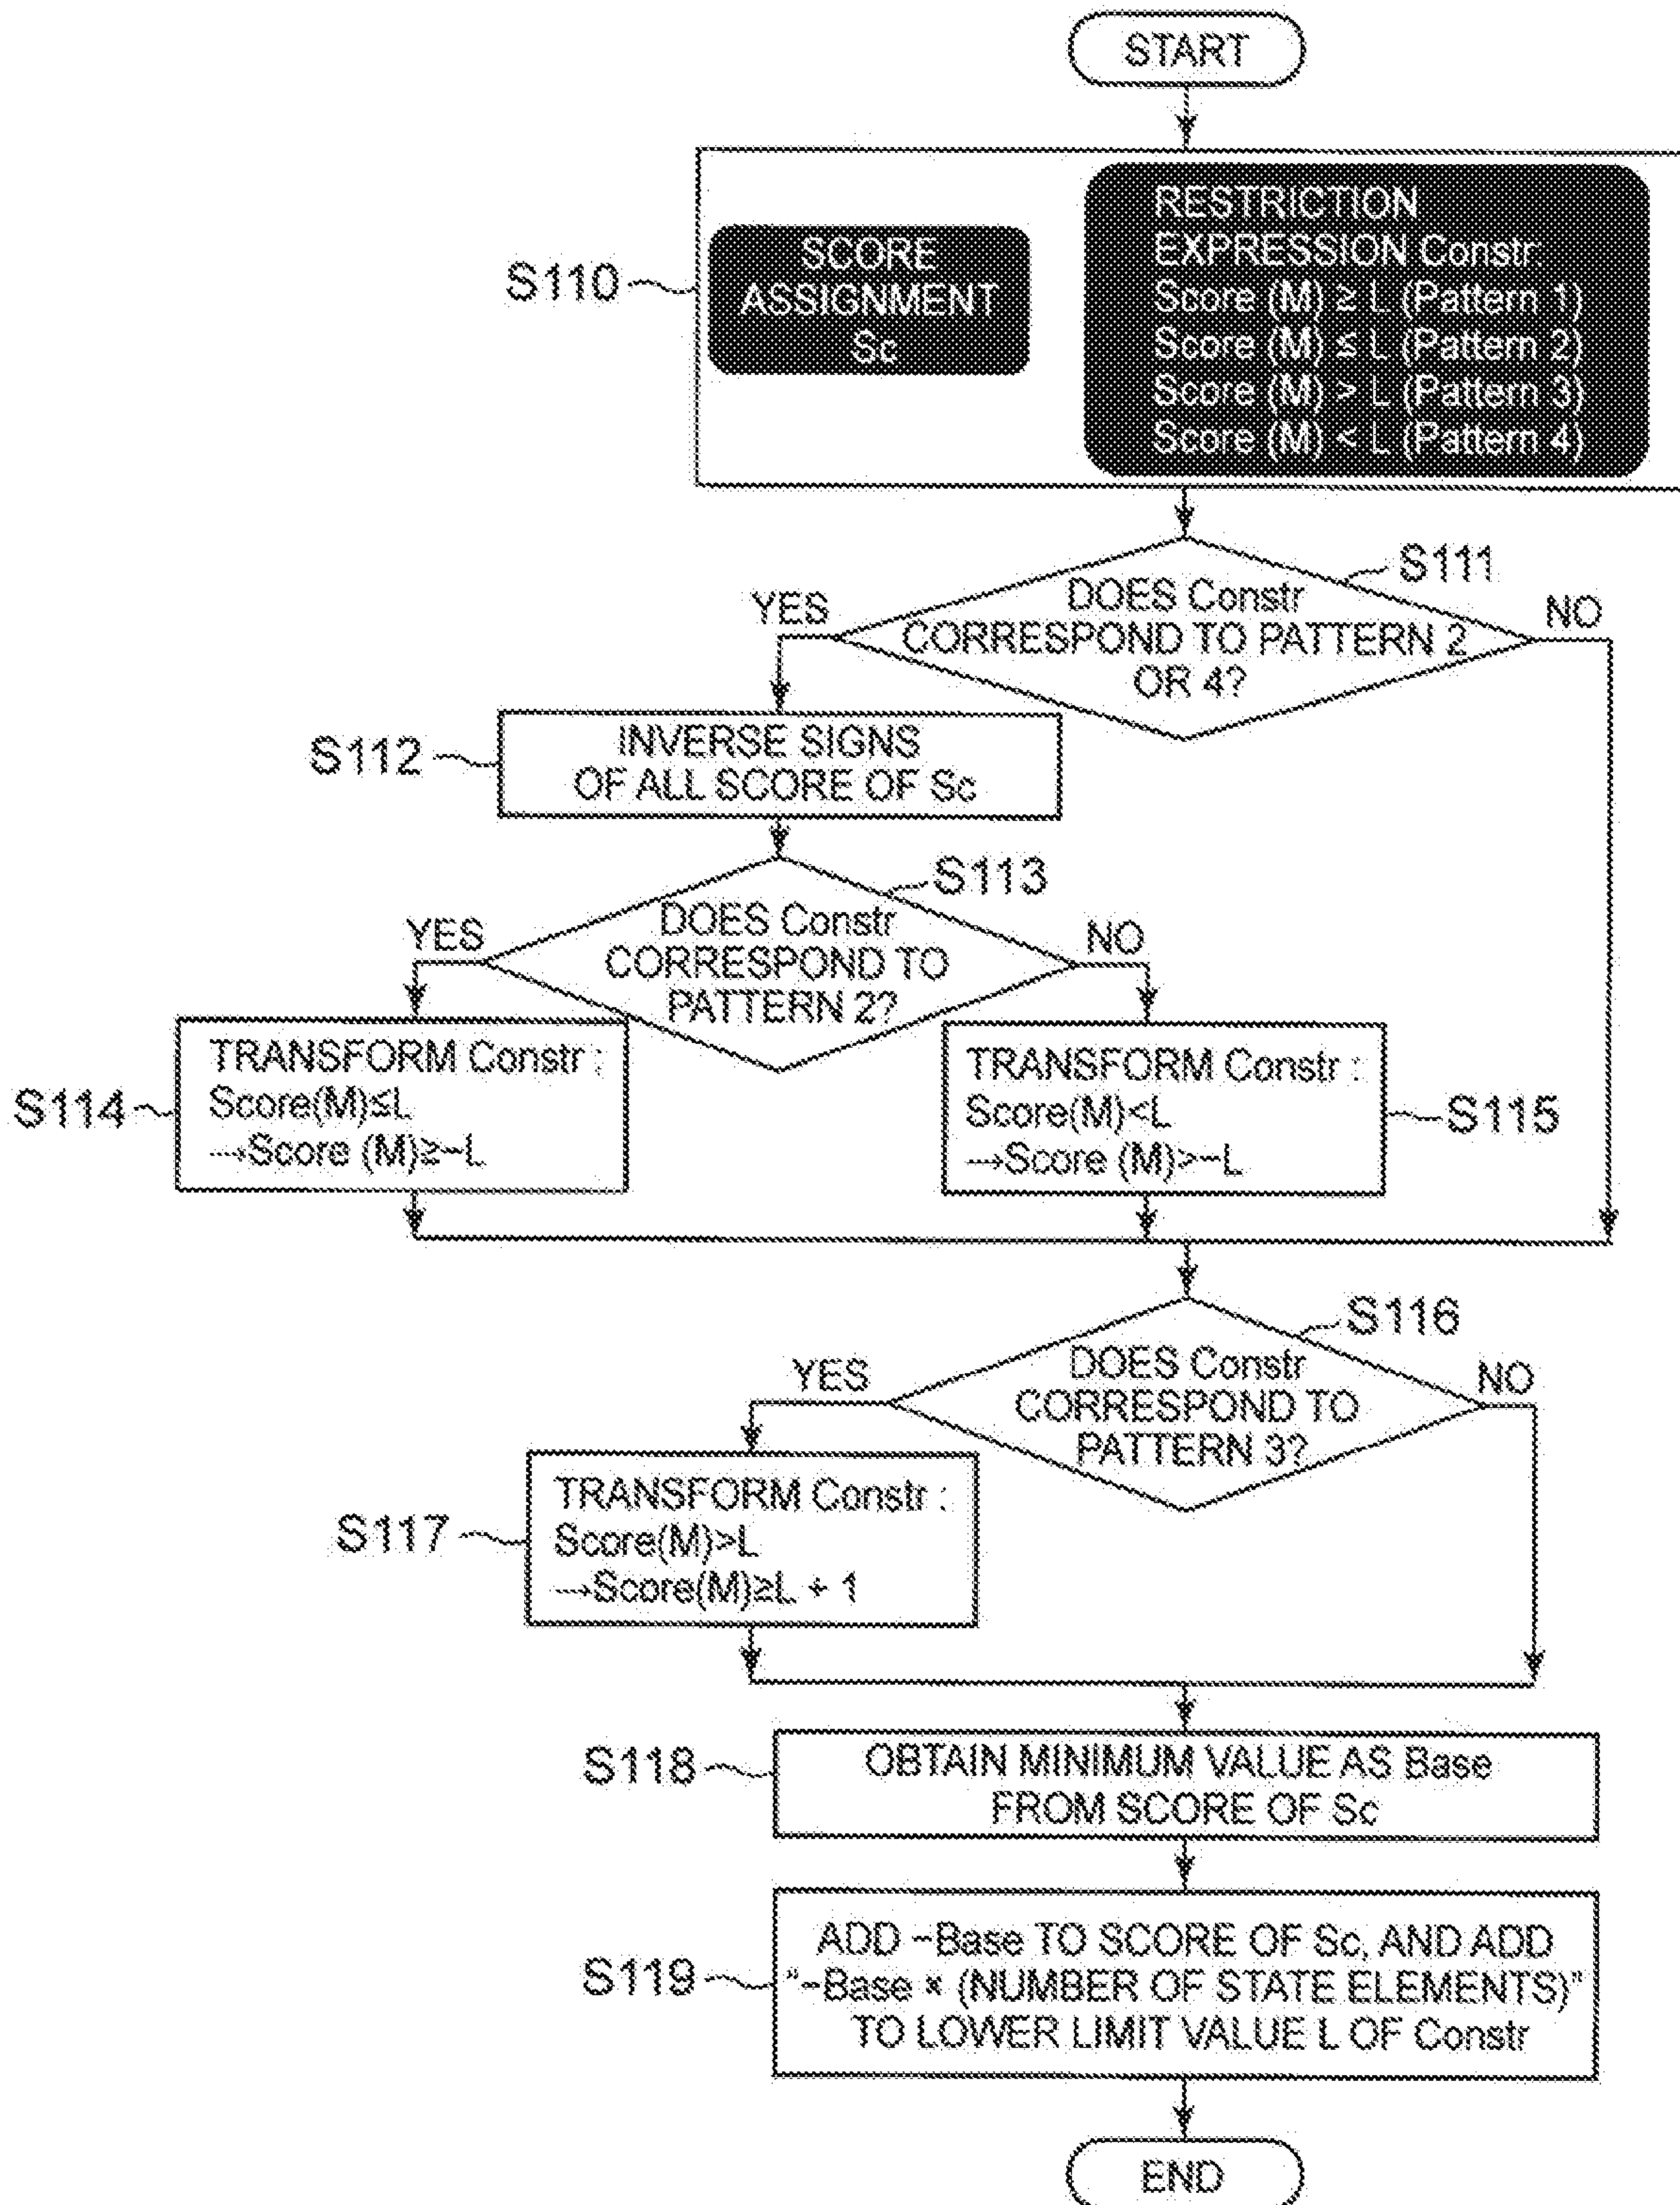 START
S110
SCORE
ASSIGNMENT
Sc
RESTRICTION
EXPRESSION Constr:
Score (M) ≥ L (Pattern 1)
Score (M) ≤ L (Pattern 2)
Score (M) > L (Pattern 3)
Score (M) < L (Pattern 4)
S111
DOES Constr
CORRESPOND TO PATTERN 2
OR 4?
YES
NO
S112
INVERSE SIGNS
OF ALL SCORE OF Sc
S113
DOES Constr
CORRESPOND TO
PATTERN 2?
YES
NO
S114
TRANSFORM Constr :
Score(M)≦L
→Score (M)≧−L
TRANSFORM Constr :
Score(M)<L
→Score (M)>−L
S115
S116
DOES Constr
CORRESPOND TO
PATTERN 3?
YES
NO
S117
TRANSFORM Constr :
Score(M)>L
→Score(M)≧L + 1
S118
OBTAIN MINIMUM VALUE AS Base
FROM SCORE OF Sc
S119
ADD −Base TO SCORE OF Sc, AND ADD
"−Base × (NUMBER OF STATE ELEMENTS)"
TO LOWER LIMIT VALUE L OF Constr
END